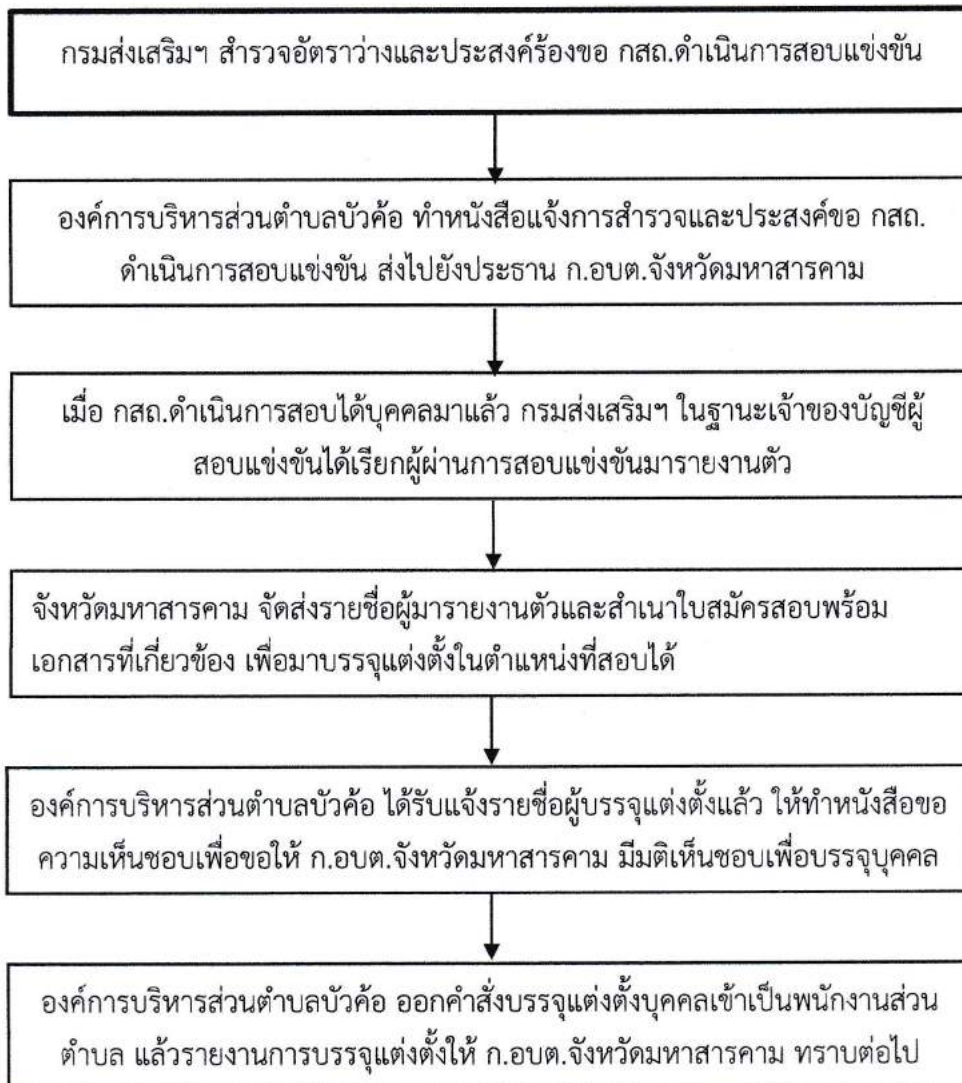 กรมส่งเสริมฯ สำรวจอัตราว่างและประสงค์ร้องขอ กสถ.ดำเนินการสอบแข่งขัน
องค์การบริหารส่วนตำบลบัวค้อ ทำหนังสือแจ้งการสำรวจและประสงค์ขอ กสถ.
ดำเนินการสอบแข่งขัน ส่งไปยังประธาน ก.อบต.จังหวัดมหาสารคาม
เมื่อ กสถ.ดำเนินการสอบได้บุคคลมาแล้ว กรมส่งเสริมฯ ในฐานะเจ้าของบัญชีผู้
สอบแข่งขันได้เรียกผู้ผ่านการสอบแข่งขันมารายงานตัว
จังหวัดมหาสารคาม จัดส่งรายชื่อผู้มารายงานตัวและสำเนาใบสมัครสอบพร้อม
เอกสารที่เกี่ยวข้อง เพื่อมาบรรจุแต่งตั้งในตำแหน่งที่สอบได้
องค์การบริหารส่วนตำบลบัวค้อ ได้รับแจ้งรายชื่อผู้บรรจุแต่งตั้งแล้ว ให้ทำหนังสือขอ
ความเห็นชอบเพื่อขอให้ ก.อบต.จังหวัดมหาสารคาม มีมติเห็นชอบเพื่อบรรจุบุคคล
องค์การบริหารส่วนตำบลบัวค้อ ออกคำสั่งบรรจุแต่งตั้งบุคคลเข้าเป็นพนักงานส่วน
ตำบล แล้วรายงานการบรรจุแต่งตั้งให้ ก.อบต.จังหวัดมหาสารคาม ทราบต่อไป